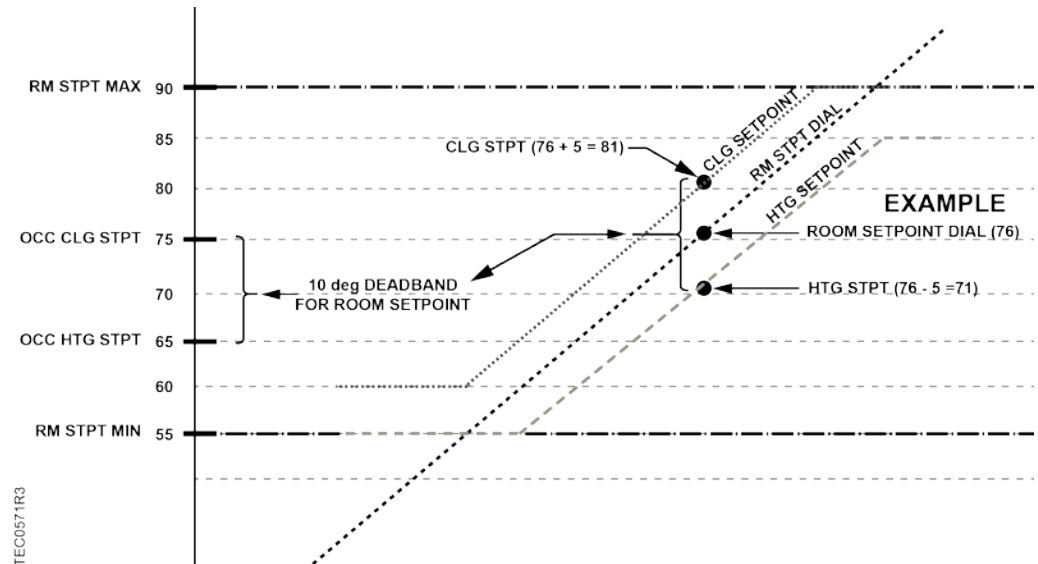 RM STPT MAX 90
85
CLG STPT (76 + 5 = 81)
CLG SETPOINT
RM STPT DIAL
HTG SETPOINT
80
EXAMPLE
OCC CLG STPT 75
ROOM SETPOINT DIAL (76)
10 deg DEADBAND
FOR ROOM SETPOINT
70
HTG STPT (76 - 5 =71)
OCC HTG STPT 65
60
RM STPT MIN 55
TEC0571R3